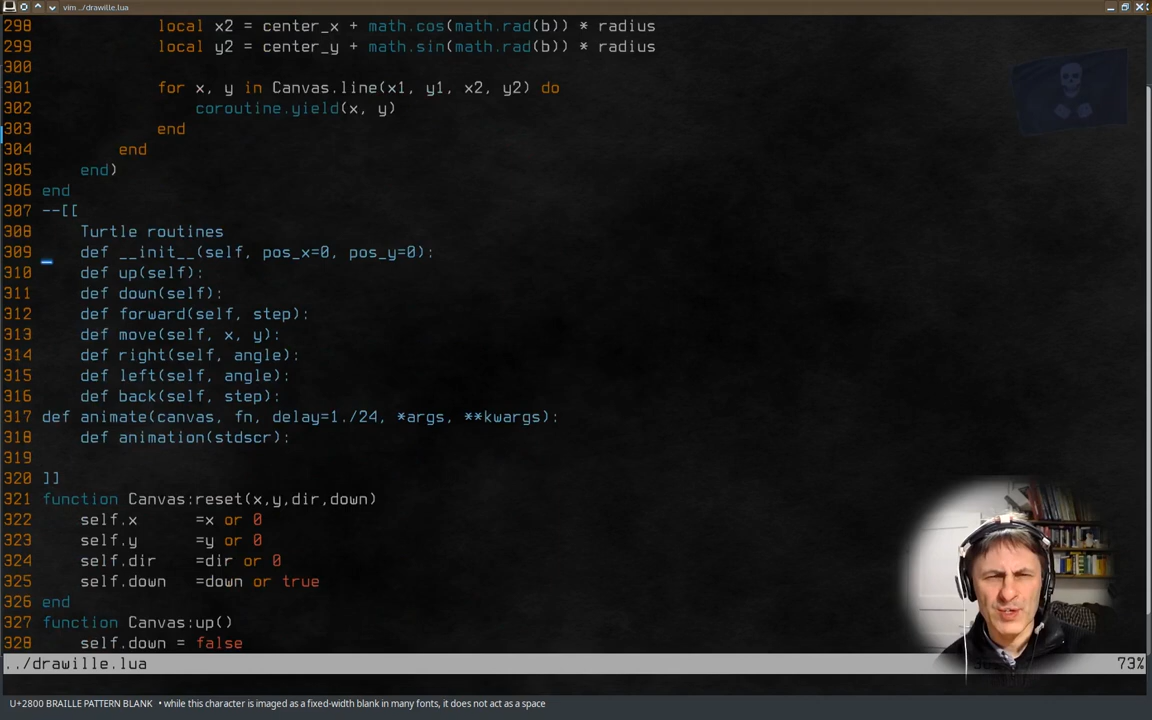 vim ../drawille.lua
298             local x2 = center_x + math.cos(math.rad(b)) * radius
299             local y2 = center_y + math.sin(math.rad(b)) * radius
300
301             for x, y in Canvas.line(x1, y1, x2, y2) do
302                 coroutine.yield(x, y)
303             end
304         end
305     end)
306 end
307 --[[
308     Turtle routines
309     def __init__(self, pos_x=0, pos_y=0):
310     def up(self):
311     def down(self):
312     def forward(self, step):
313     def move(self, x, y):
314     def right(self, angle):
315     def left(self, angle):
316     def back(self, step):
317 def animate(canvas, fn, delay=1./24, *args, **kwargs):
318     def animation(stdscr):
319
320 ]]
321 function Canvas:reset(x,y,dir,down)
322     self.x      =x or 0
323     self.y      =y or 0
324     self.dir    =dir or 0
325     self.down   =down or true
326 end
327 function Canvas:up()
328     self.down = false
../drawille.lua 73%
U+2800 BRAILLE PATTERN BLANK • while this character is imaged as a fixed-width blank in many fonts, it does not act as a space